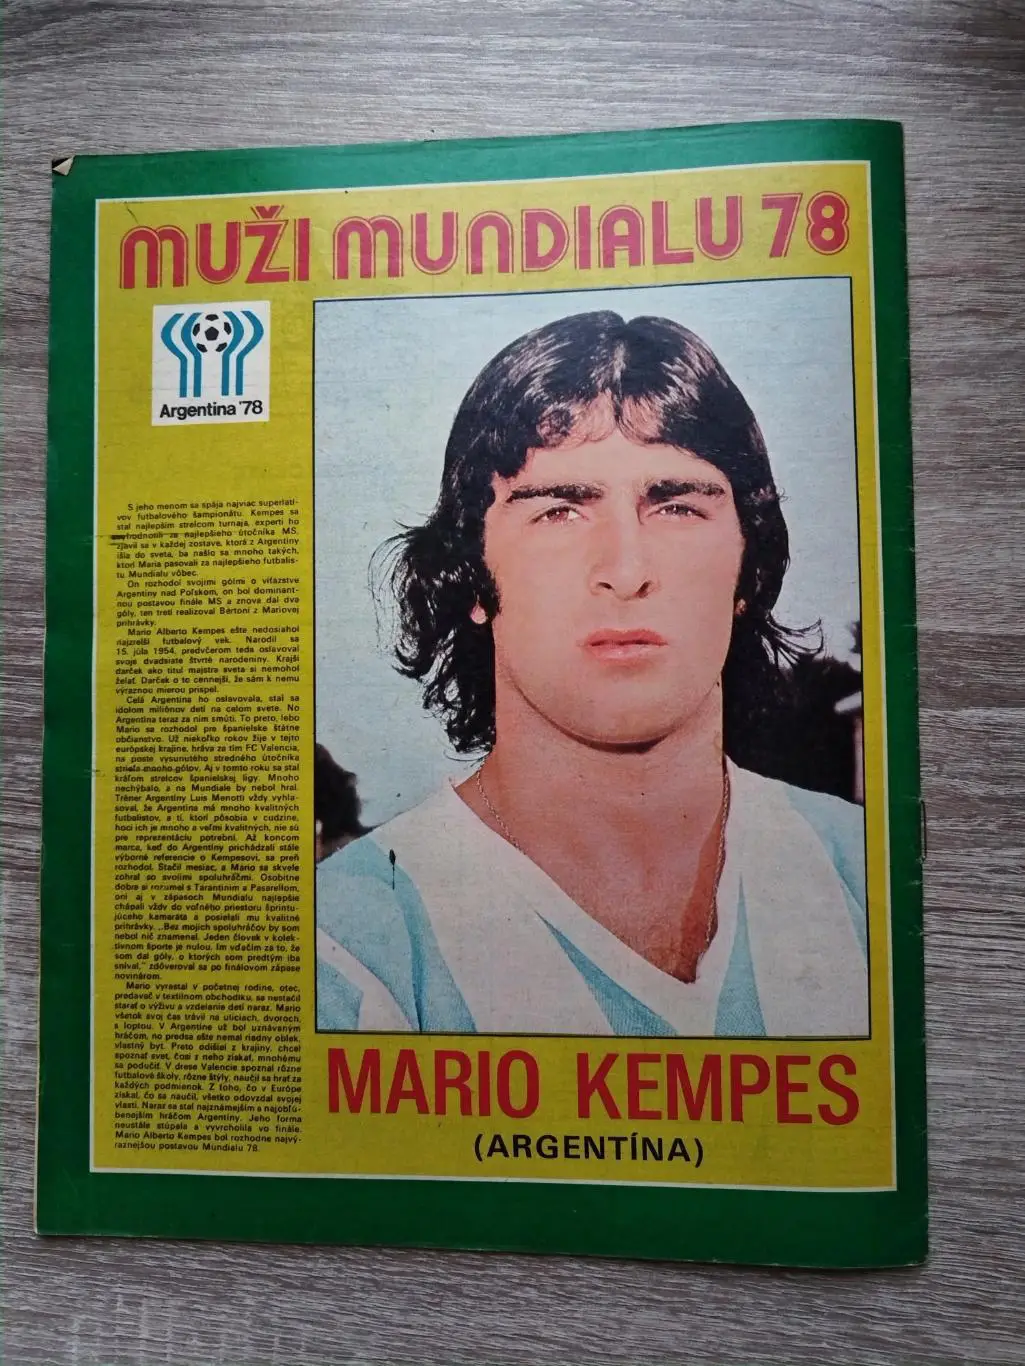 MUŽI MUNDIALU 78
Argentina '78
S jeho menom sa spája najviac superlatí-
vov futbalového šampionátu. Kempes sa
stal najlepším strelcom turnaja, experti ho
vyhodnotili za najlepšieho útočníka MS,
zjavil sa v každej zostave, ktorá z Argentíny
išla do sveta, ba našlo sa mnoho takých,
ktorí Maria pasovali za najlepšieho futbalis-
tu Mundialu vôbec.
On rozhodol svojimi gólmi o víťazstve
Argentíny nad Poľskom, on bol dominant-
nou postavou finále MS a znova dal dva
góly, ten tretí realizoval Bertoni z Mariovej
prihrávky.
Mario Alberto Kempes ešte nedosiahol
najzrelší futbalový vek. Narodil sa
15. júla 1954, predvčerom teda oslavoval
svoje dvadsiate štvrté narodeniny. Krajší
darček ako titul majstra sveta si nemohol
želať. Darček o to cennejší, že sám k nemu
výraznou mierou prispel.
Celá Argentína ho oslavovala, stal sa
idolom miliónov detí na celom svete. No
Argentína teraz za ním smúti. To preto, lebo
Mario sa rozhodol pre španielske štátne
občianstvo. Už niekoľko rokov žije v tejto
európskej krajine, hráva za tím FC Valencia,
na poste vysunutého stredného útočníka
strieľa mnoho gólov. Aj v tomto roku sa stal
kráľom strelcov španielskej ligy. Mnoho
nechýbalo, a na Mundiale by nebol hral.
Tréner Argentíny Luis Menotti vždy vyhla-
soval, že Argentína má mnoho kvalitných
futbalistov, a tí, ktorí pôsobia v cudzine,
hoci ich je mnoho a veľmi kvalitných, nie sú
pre reprezentáciu potrební. Až koncom
marca, keď do Argentíny prichádzali stále
výborné referencie o Kempesovi, sa preň
rozhodol. Stačil mesiac, a Mario sa skvele
zohral so svojimi spoluhráčmi. Osobitne
dobre si rozumel s Tarantinim a Pasarellom,
oni aj v zápasoch Mundialu najlepšie
chápali vždy do voľného priestoru šprintu-
júceho kamaráta a posielali mu kvalitné
prihrávky. „Bez mojich spoluhráčov by som
nebol nič znamenal. Jeden človek v kolek-
tívnom športe je nulou. Im vďačím za to, že
som dal góly, o ktorých som predtým iba
sníval,“ zdôveroval sa po finálovom zápase
novinárom.
Mario vyrastal v početnej rodine, otec,
predavač v textilnom obchodíku, sa nestačil
starať o výživu a vzdelanie detí naraz. Mario
všetok svoj čas trávil na uliciach, dvoroch,
s loptou. V Argentíne už bol uznávaným
hráčom, no predsa ešte nemal riadny oblek,
vlastný byt. Preto odišiel z krajiny, chcel
spoznať svet, čosi z neho získať, mnohému
sa podučiť. V drese Valencie spoznal rôzne
futbalové školy, rôzne štýly, naučil sa hrať za
každých podmienok. Z toho, čo v Európe
získal, čo sa naučil, všetko odovzdal svojej
vlasti. Naraz sa stal najznámejším a najobľú-
benejším hráčom Argentíny. Jeho forma
neustále stúpala a vyvrcholila vo finále.
Mario Alberto Kempes bol rozhodne najvý-
raznejšou postavou Mundialu 78.
MARIO KEMPES
(ARGENTÍNA)